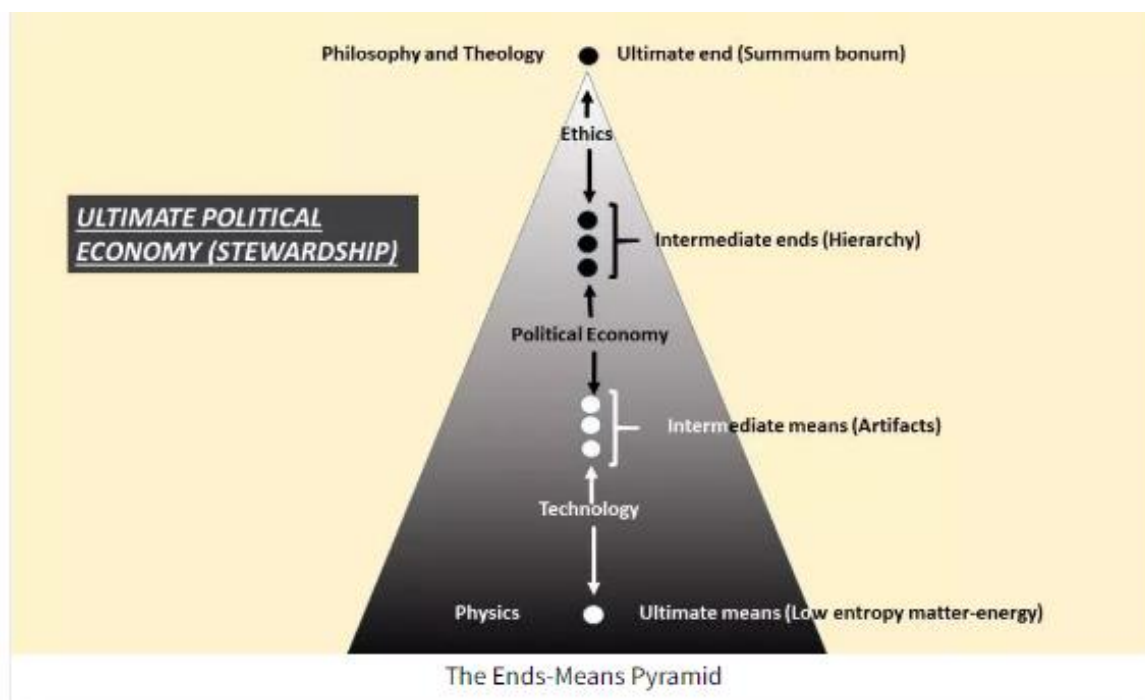 Philosophy and Theology
Ultimate end (Summum bonum)
Ethics
ULTIMATE POLITICAL
ECONOMY (STEWARDSHIP)
Intermediate ends (Hierarchy)
Political Economy
Intermediate means (Artifacts)
Technology
Physics
Ultimate means (Low entropy matter-energy)
The Ends-Means Pyramid